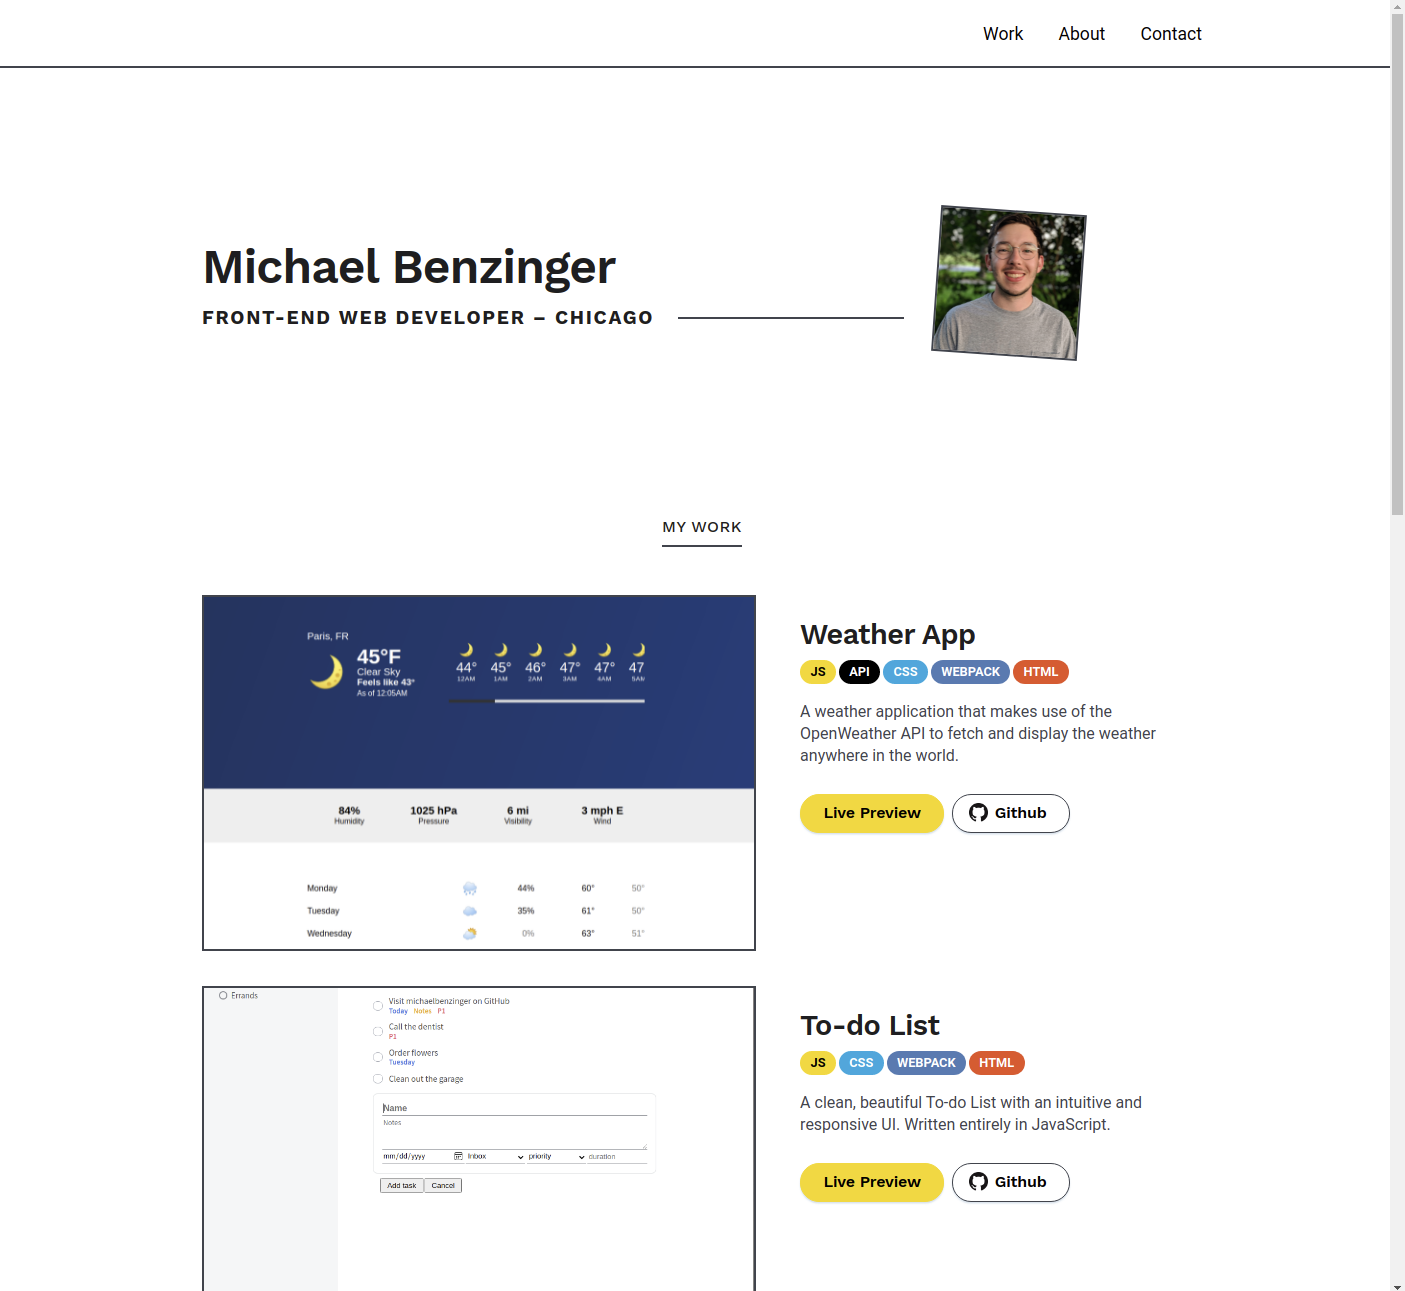 Work About Contact
Michael Benzinger
FRONT-END WEB DEVELOPER – CHICAGO
MY WORK
Paris, FR
45°F
Clear Sky
Feels like 43°
As of 12:05AM
44° 45° 46° 47° 47° 47
12AM 1AM 2AM 3AM 4AM 5AM
84% 1025 hPa 6 mi 3 mph E
Humidity Pressure Visibility Wind
Monday 44% 60° 50°
Tuesday 35% 61° 50°
Wednesday 0% 63° 51°
Weather App
JS API CSS WEBPACK HTML
A weather application that makes use of the
OpenWeather API to fetch and display the weather
anywhere in the world.
Live Preview Github
Errands
Visit michaelbenzinger on GitHub
Today Notes P1
Call the dentist
P1
Order flowers
Tuesday
Clean out the garage
Name
Notes
mm/dd/yyyy Inbox priority duration
Add task Cancel
To-do List
JS CSS WEBPACK HTML
A clean, beautiful To-do List with an intuitive and
responsive UI. Written entirely in JavaScript.
Live Preview Github